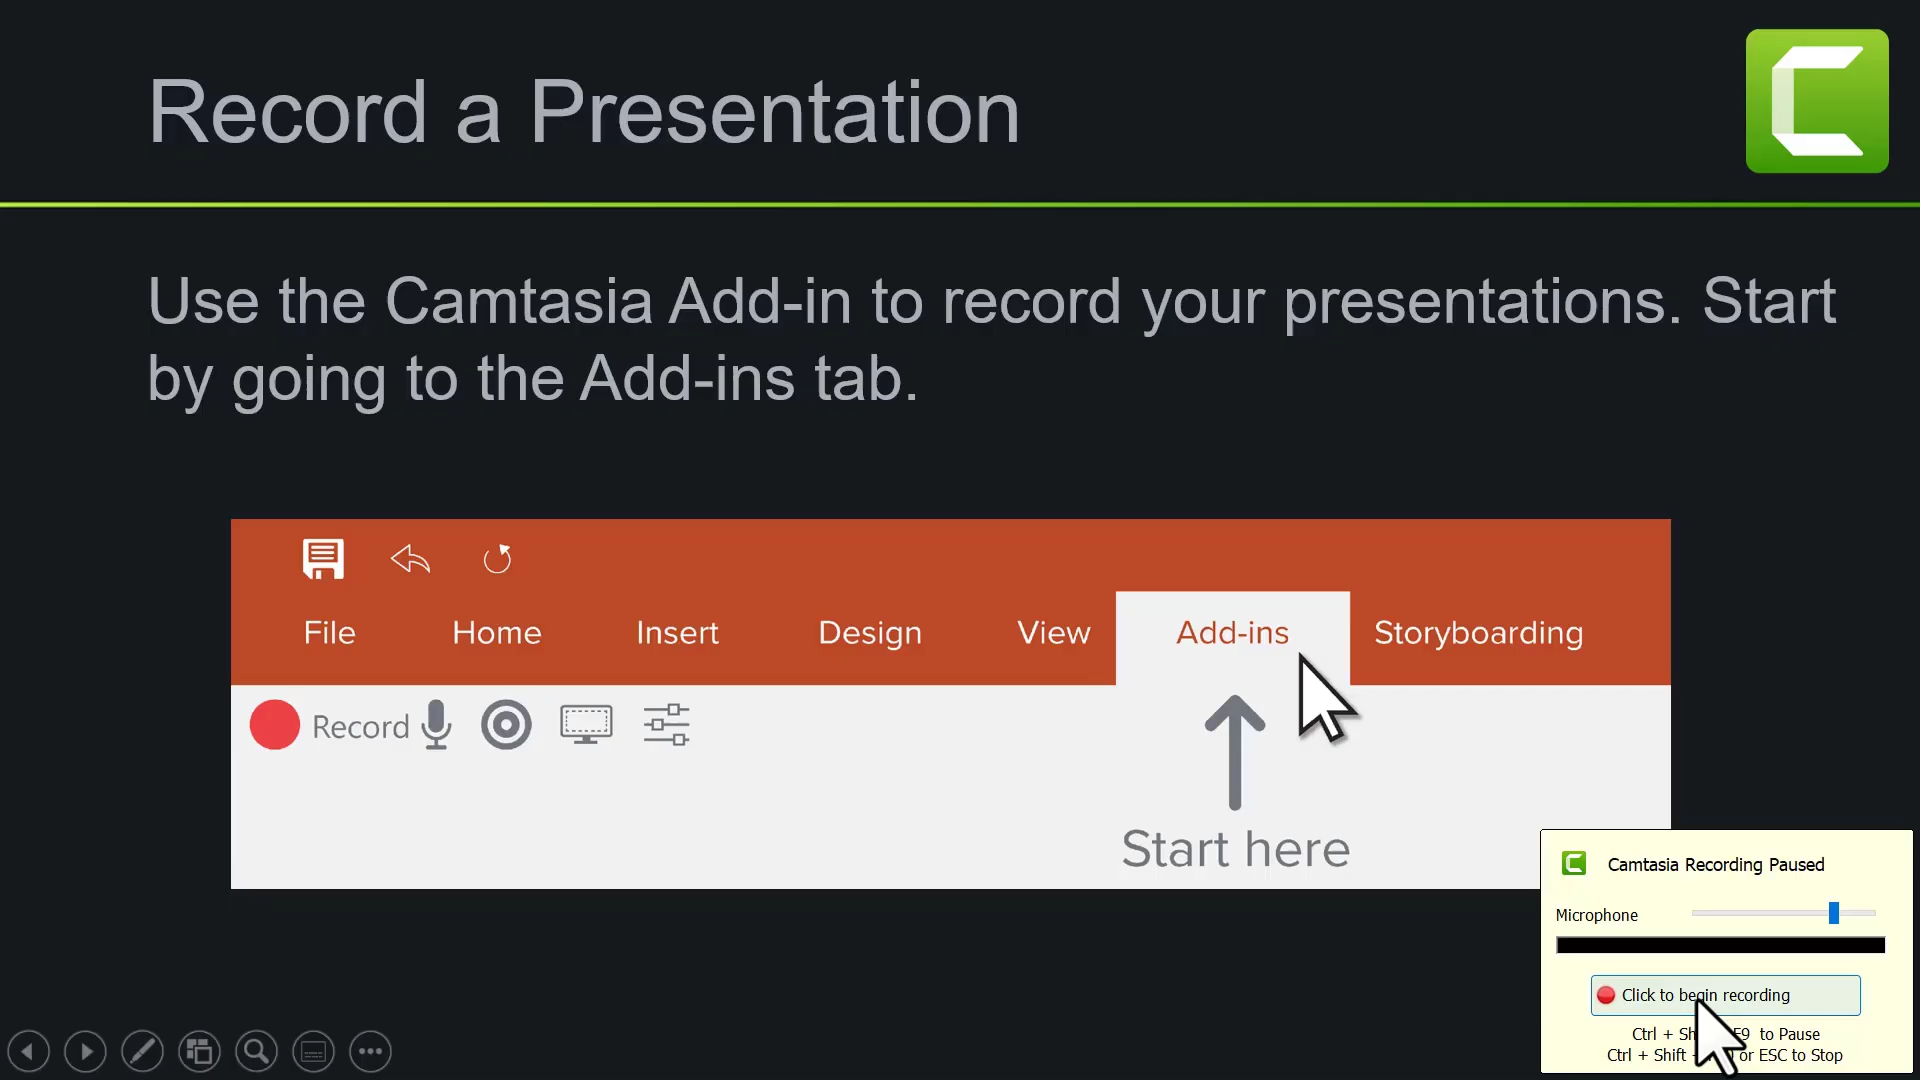 Record a Presentation
Use the Camtasia Add-in to record your presentations. Start
by going to the Add-ins tab.
File Home Insert Design View Add-ins Storyboarding
Record
Start here
Camtasia Recording Paused
Microphone
Click to begin recording
Ctrl + F9 to Pause
Ctrl + Shift + or ESC to Stop